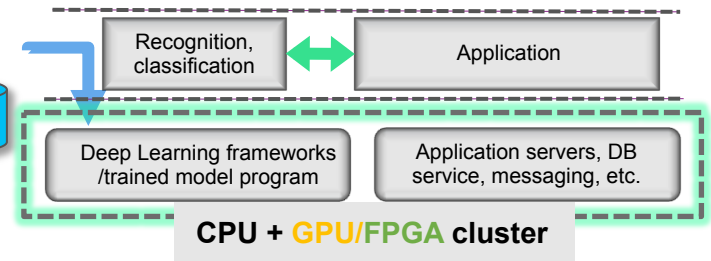 Recognition,
classification
Application
Deep Learning frameworks
/trained model program
Application servers, DB
service, messaging, etc.
CPU + GPU/FPGA cluster